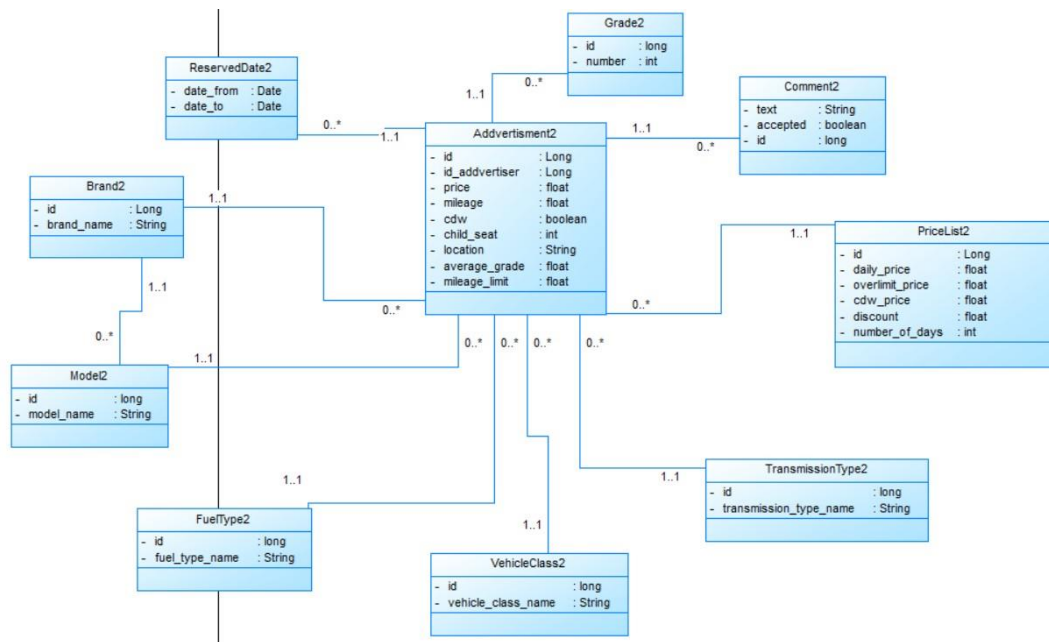 Grade2
- id : long
- number : int
ReservedDate2
- date_from : Date
- date_to : Date
Comment2
- text : String
- accepted : boolean
- id : long
0..*
1..1
0..*
1..1
1..1
0..*
Addvertisment2
- id : Long
- id_addvertiser : Long
- price : float
- mileage : float
- cdw : boolean
- child_seat : int
- location : String
- average_grade : float
- mileage_limit : float
Brand2
- id : Long
- brand_name : String
1..1
0..*
PriceList2
- id : Long
- daily_price : float
- overlimit_price : float
- cdw_price : float
- discount : float
- number_of_days : int
1..1
0..*
1..1
0..*
Model2
- id : long
- model_name : String
1..1
0..*
0..*
0..*
0..*
TransmissionType2
- id : long
- transmission_type_name : String
1..1
FuelType2
- id : long
- fuel_type_name : String
1..1
VehicleClass2
- id : long
- vehicle_class_name : String
1..1